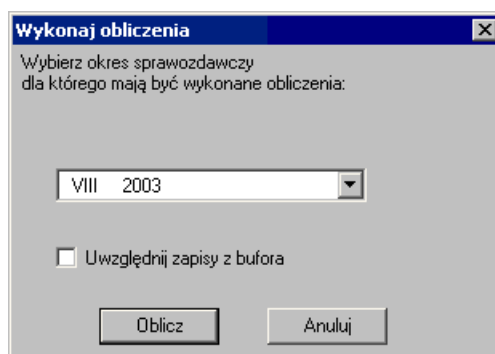 Wykonaj obliczenia
Wybierz okres sprawozdawczy
dla którego mają być wykonane obliczenia:
VIII 2003
Uwzględnij zapisy z bufora
Oblicz Anuluj